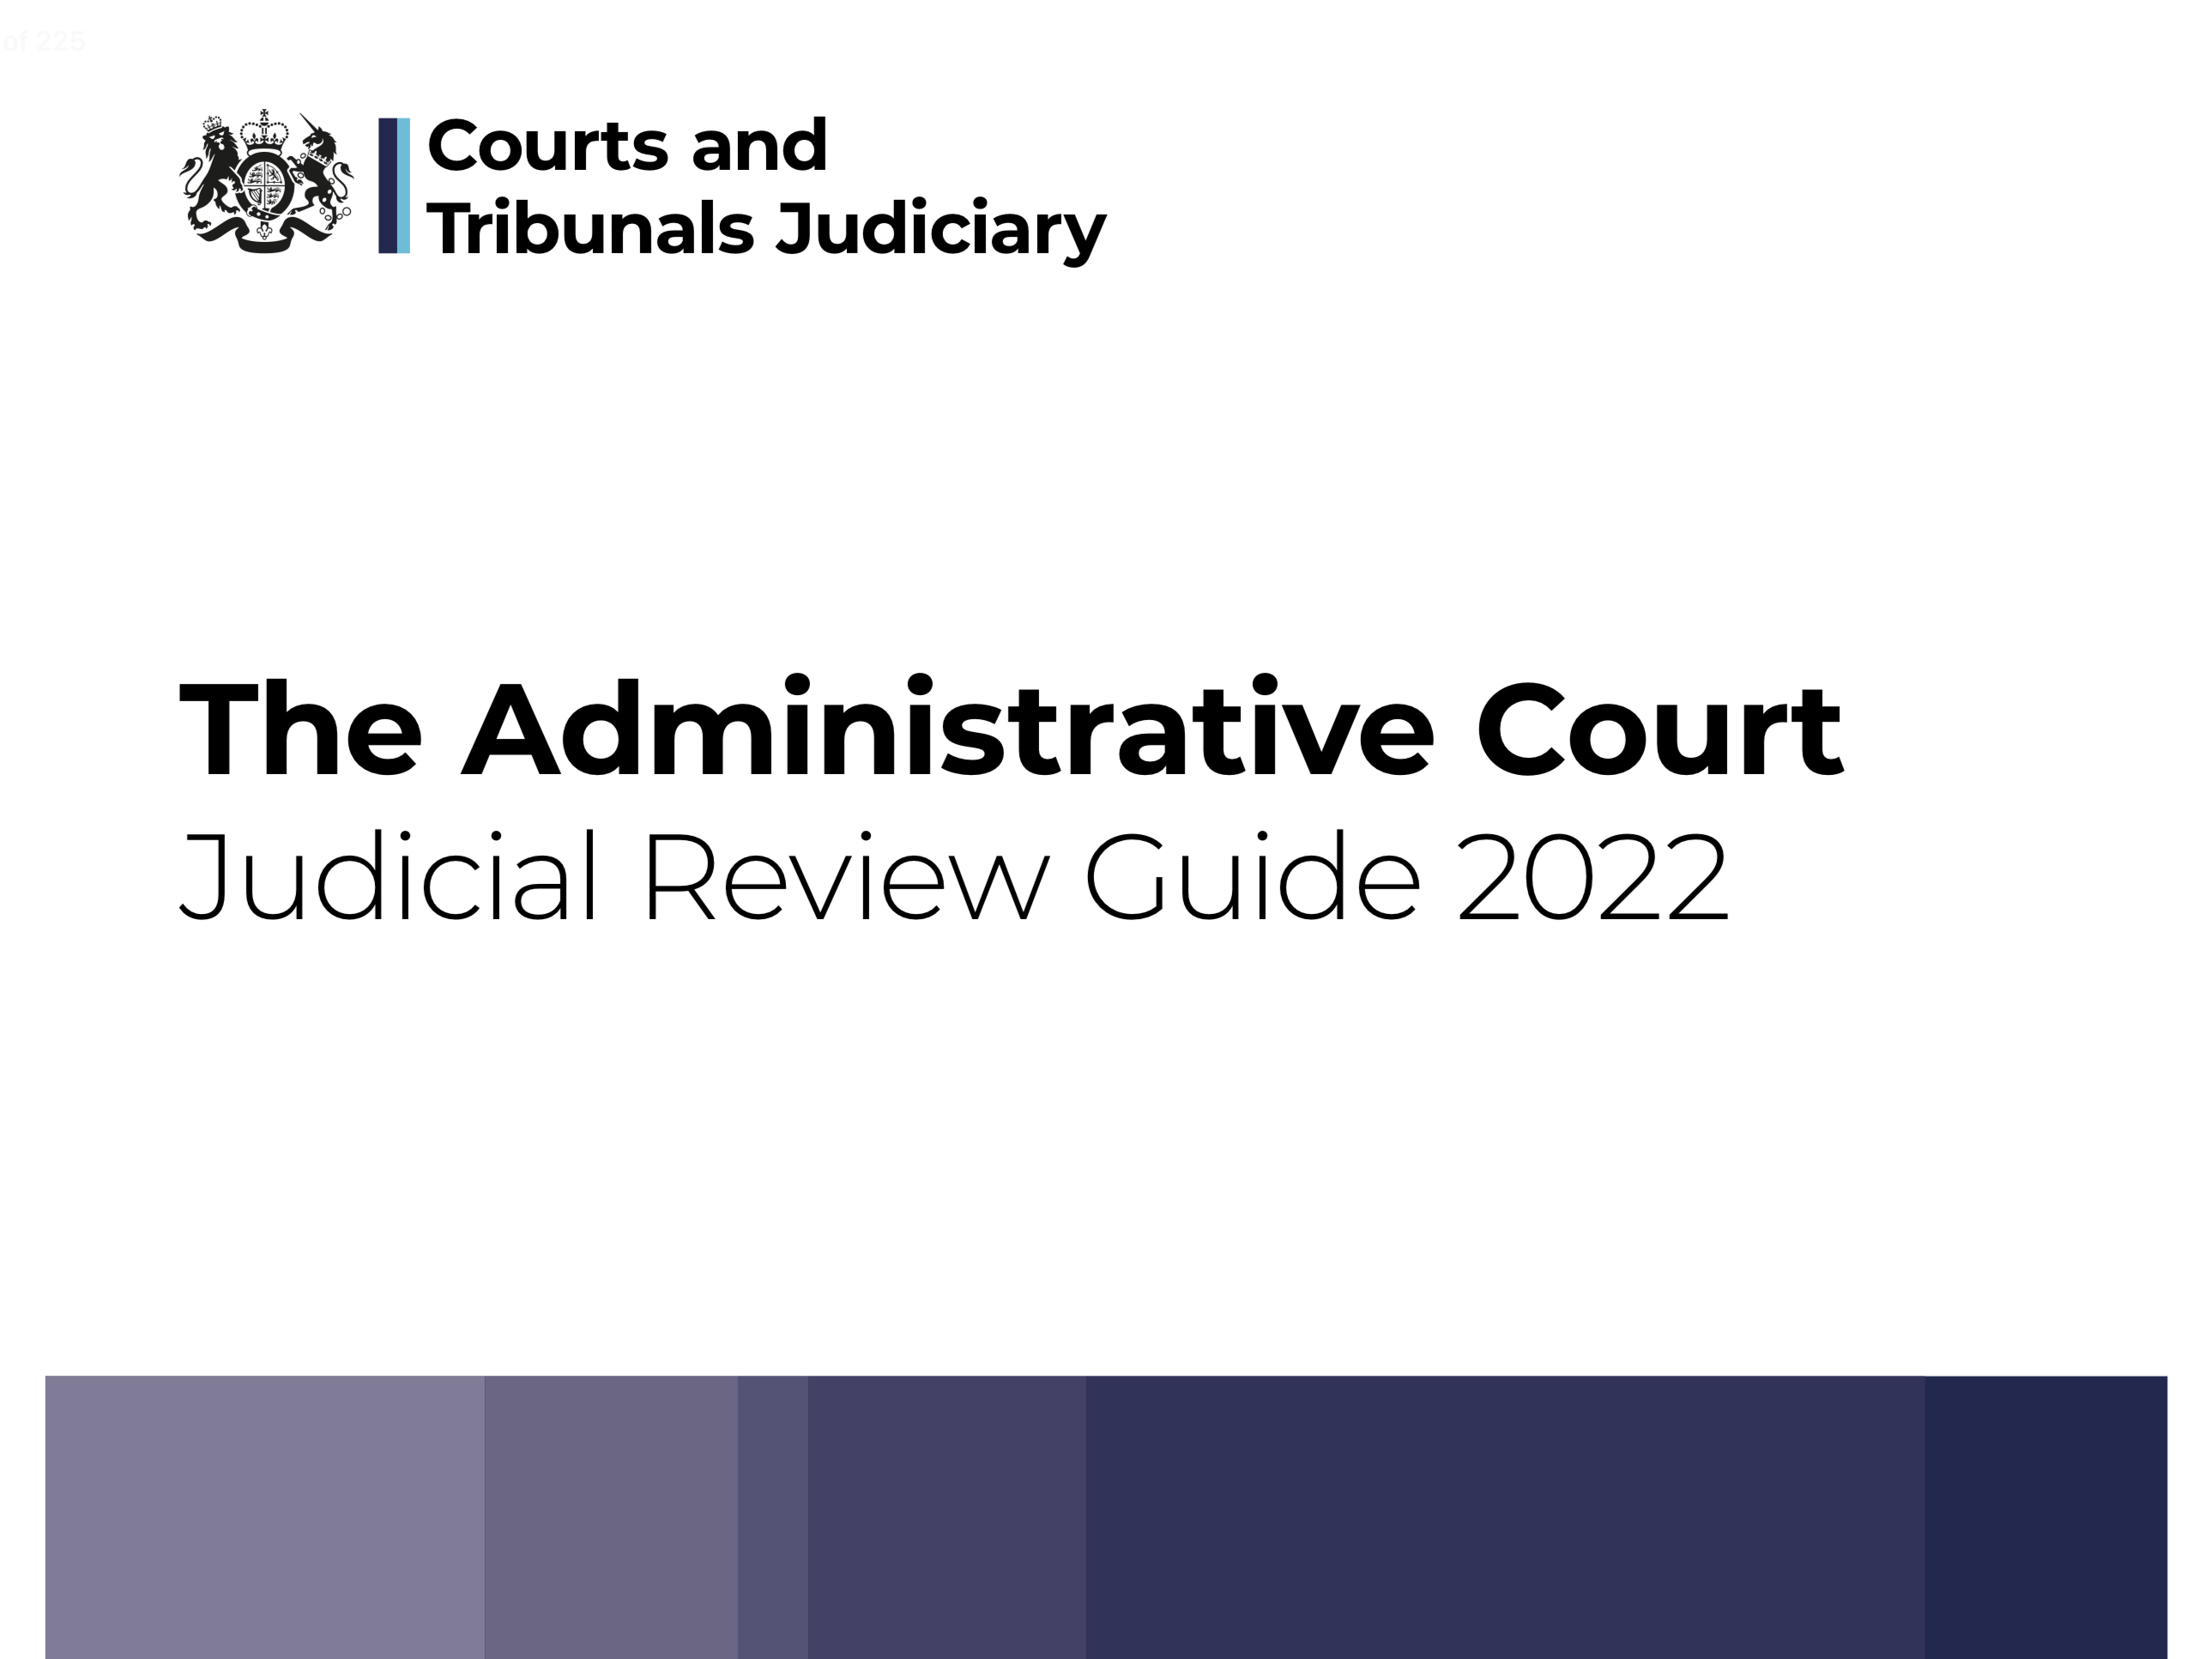 of 225
Courts and
Tribunals Judiciary
The Administrative Court
Judicial Review Guide 2022